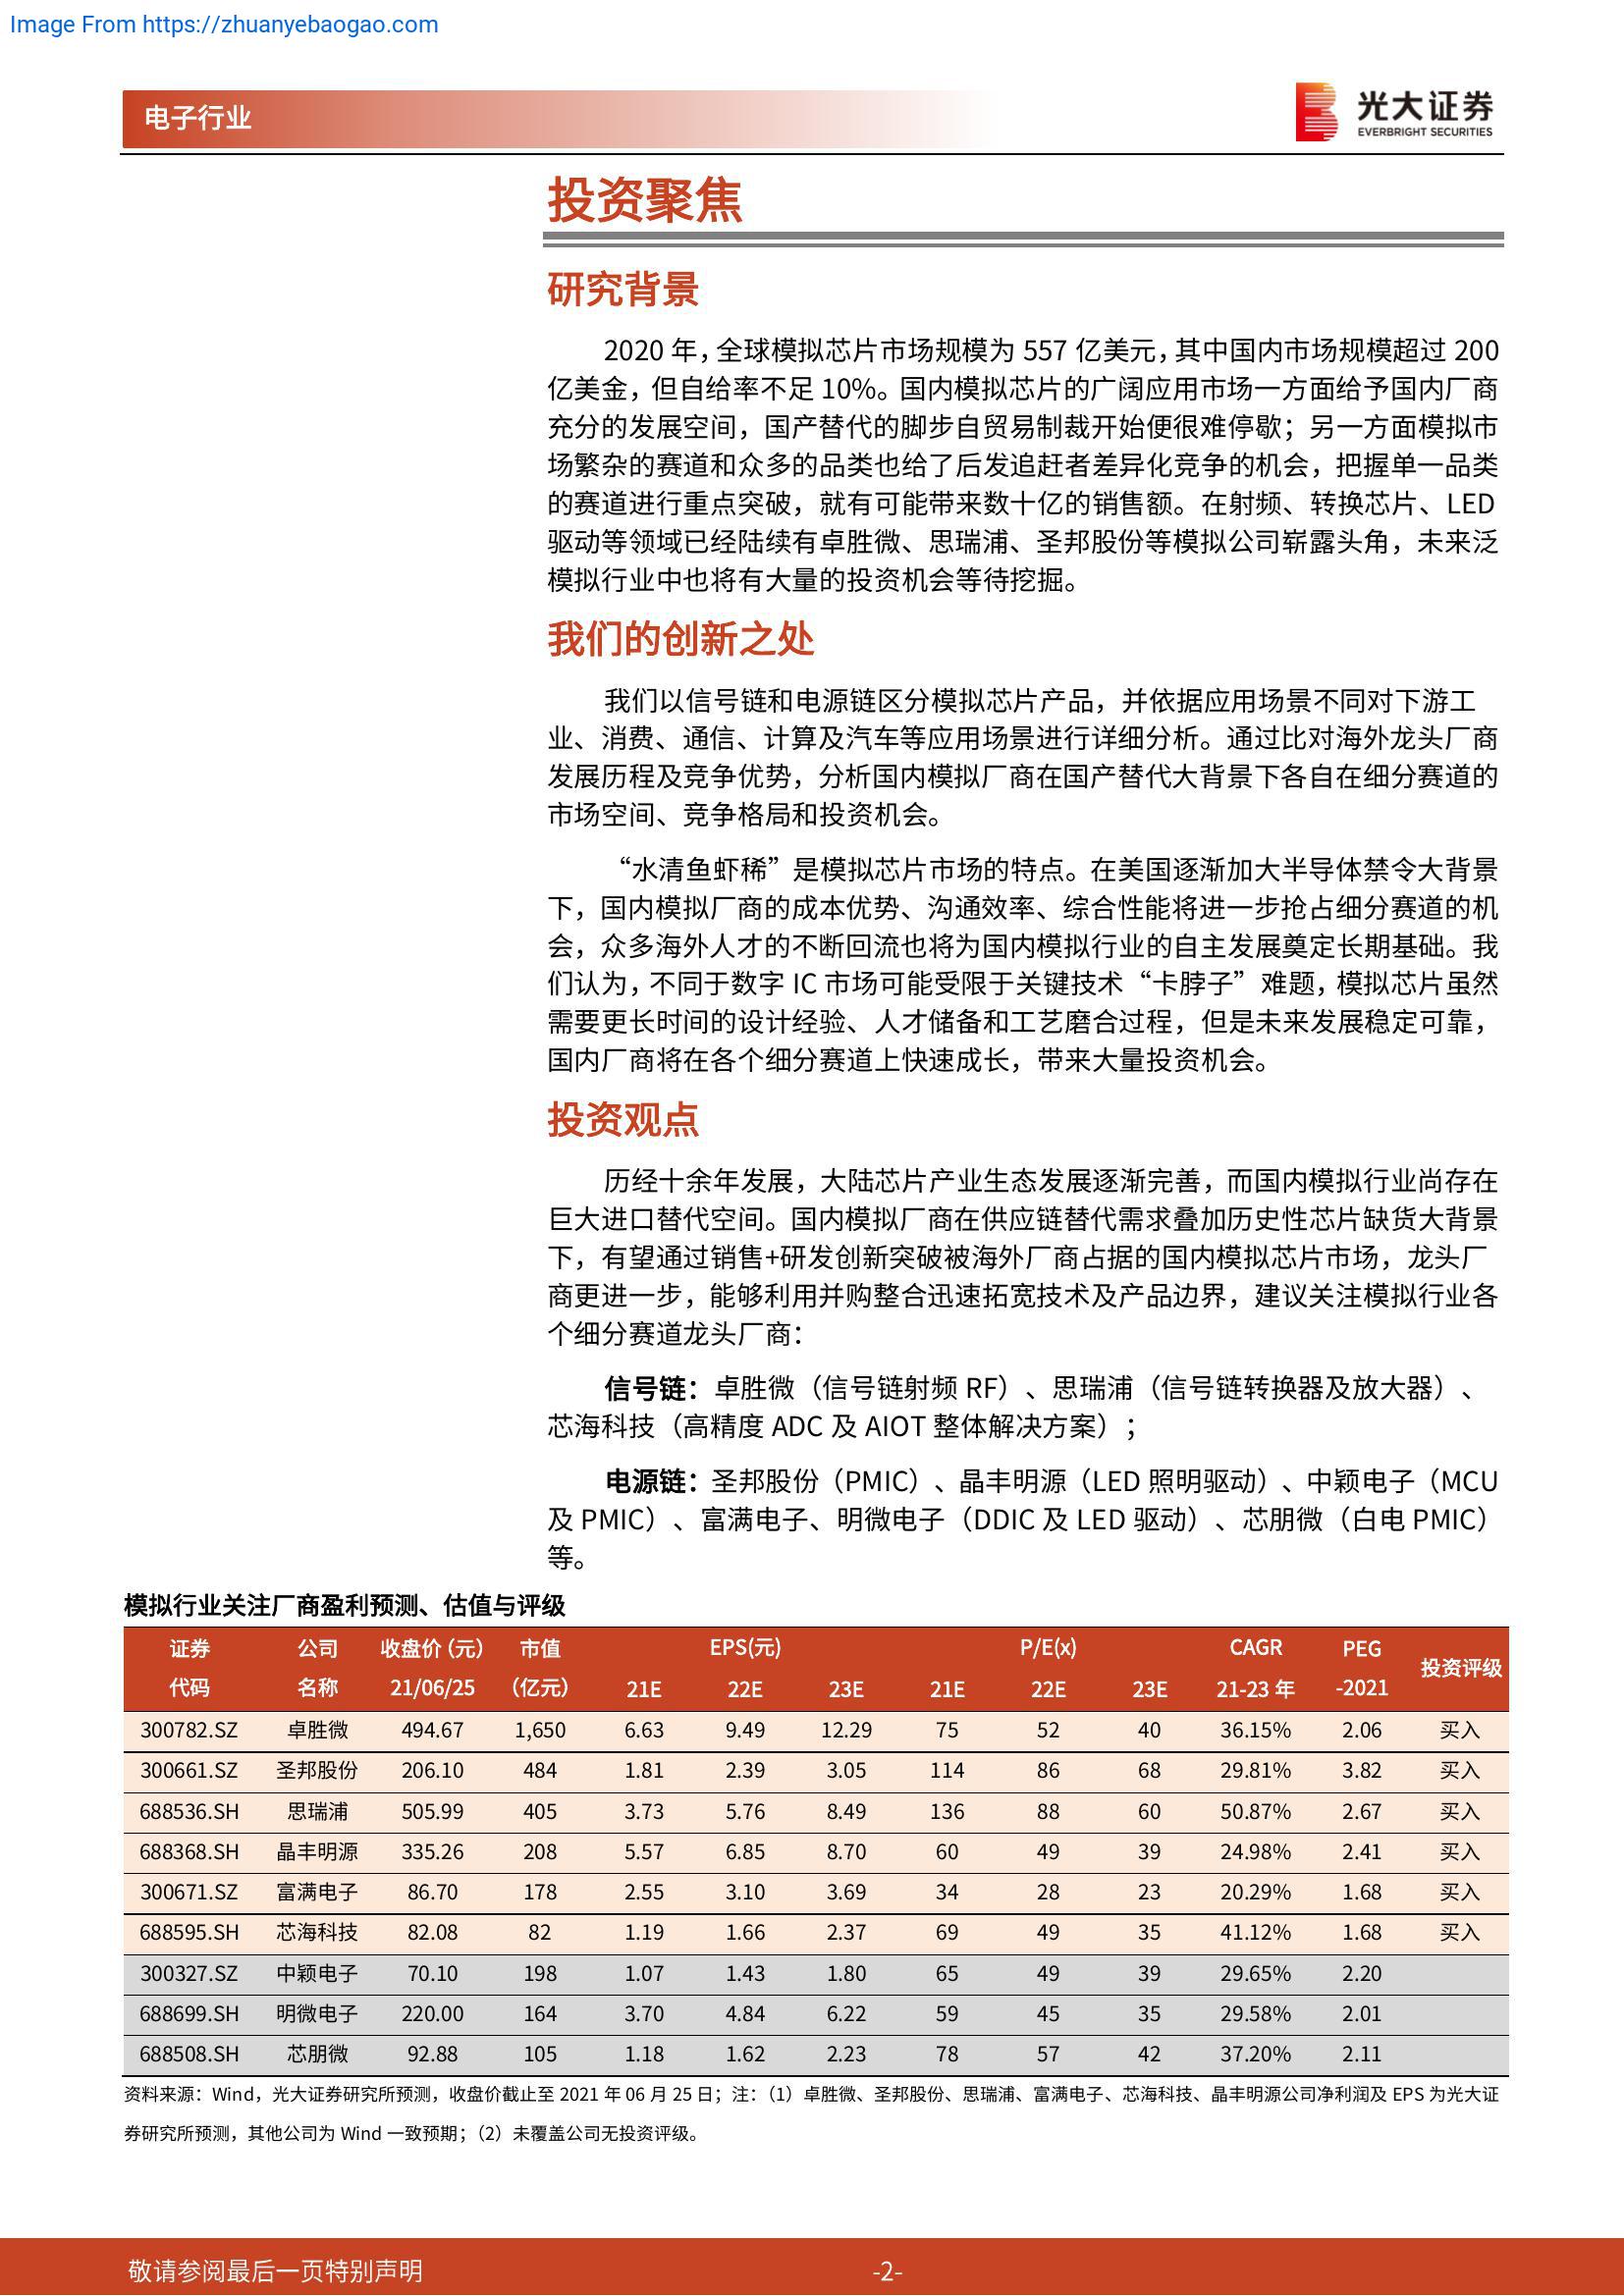 Image From https://zhuanyebaogao.com
电子行业
光大证券
EVERBRIGHT SECURITIES
投资聚焦
研究背景
2020 年，全球模拟芯片市场规模为 557 亿美元，其中国内市场规模超过 200
亿美金，但自给率不足 10%。国内模拟芯片的广阔应用市场一方面给予国内厂商
充分的发展空间，国产替代的脚步自贸易制裁开始便很难停歇；另一方面模拟市
场繁杂的赛道和众多的品类也给了后发追赶者差异化竞争的机会，把握单一品类
的赛道进行重点突破，就有可能带来数十亿的销售额。在射频、转换芯片、LED
驱动等领域已经陆续有卓胜微、思瑞浦、圣邦股份等模拟公司崭露头角，未来泛
模拟行业中也将有大量的投资机会等待挖掘。
我们的创新之处
我们以信号链和电源链区分模拟芯片产品，并依据应用场景不同对下游工
业、消费、通信、计算及汽车等应用场景进行详细分析。通过比对海外龙头厂商
发展历程及竞争优势，分析国内模拟厂商在国产替代大背景下各自在细分赛道的
市场空间、竞争格局和投资机会。
“水清鱼虾稀”是模拟芯片市场的特点。在美国逐渐加大半导体禁令大背景
下，国内模拟厂商的成本优势、沟通效率、综合性能将进一步抢占细分赛道的机
会，众多海外人才的不断回流也将为国内模拟行业的自主发展奠定长期基础。我
们认为，不同于数字 IC 市场可能受限于关键技术“卡脖子”难题，模拟芯片虽然
需要更长时间的设计经验、人才储备和工艺磨合过程，但是未来发展稳定可靠，
国内厂商将在各个细分赛道上快速成长，带来大量投资机会。
投资观点
历经十余年发展，大陆芯片产业生态发展逐渐完善，而国内模拟行业尚存在
巨大进口替代空间。国内模拟厂商在供应链替代需求叠加历史性芯片缺货大背景
下，有望通过销售+研发创新突破被海外厂商占据的国内模拟芯片市场，龙头厂
商更进一步，能够利用并购整合迅速拓宽技术及产品边界，建议关注模拟行业各
个细分赛道龙头厂商：
信号链：卓胜微（信号链射频 RF）、思瑞浦（信号链转换器及放大器）、
芯海科技（高精度 ADC 及 AIOT 整体解决方案）；
电源链：圣邦股份（PMIC）、晶丰明源（LED 照明驱动）、中颖电子（MCU
及 PMIC）、富满电子、明微电子（DDIC 及 LED 驱动）、芯朋微（白电 PMIC）
等。
模拟行业关注厂商盈利预测、估值与评级
证券 公司 收盘价（元） 市值 EPS(元) P/E(x) CAGR PEG 投资评级
代码 名称 21/06/25 （亿元） 21E 22E 23E 21E 22E 23E 21-23 年 -2021
300782.SZ 卓胜微 494.67 1,650 6.63 9.49 12.29 75 52 40 36.15% 2.06 买入
300661.SZ 圣邦股份 206.10 484 1.81 2.39 3.05 114 86 68 29.81% 3.82 买入
688536.SH 思瑞浦 505.99 405 3.73 5.76 8.49 136 88 60 50.87% 2.67 买入
688368.SH 晶丰明源 335.26 208 5.57 6.85 8.70 60 49 39 24.98% 2.41 买入
300671.SZ 富满电子 86.70 178 2.55 3.10 3.69 34 28 23 20.29% 1.68 买入
688595.SH 芯海科技 82.08 82 1.19 1.66 2.37 69 49 35 41.12% 1.68 买入
300327.SZ 中颖电子 70.10 198 1.07 1.43 1.80 65 49 39 29.65% 2.20
688699.SH 明微电子 220.00 164 3.70 4.84 6.22 59 45 35 29.58% 2.01
688508.SH 芯朋微 92.88 105 1.18 1.62 2.23 78 57 42 37.20% 2.11
资料来源：Wind，光大证券研究所预测，收盘价截止至 2021 年 06 月 25 日；注：（1）卓胜微、圣邦股份、思瑞浦、富满电子、芯海科技、晶丰明源公司净利润及 EPS 为光大证
券研究所预测，其他公司为 Wind 一致预期；（2）未覆盖公司无投资评级。
敬请参阅最后一页特别声明
-2-